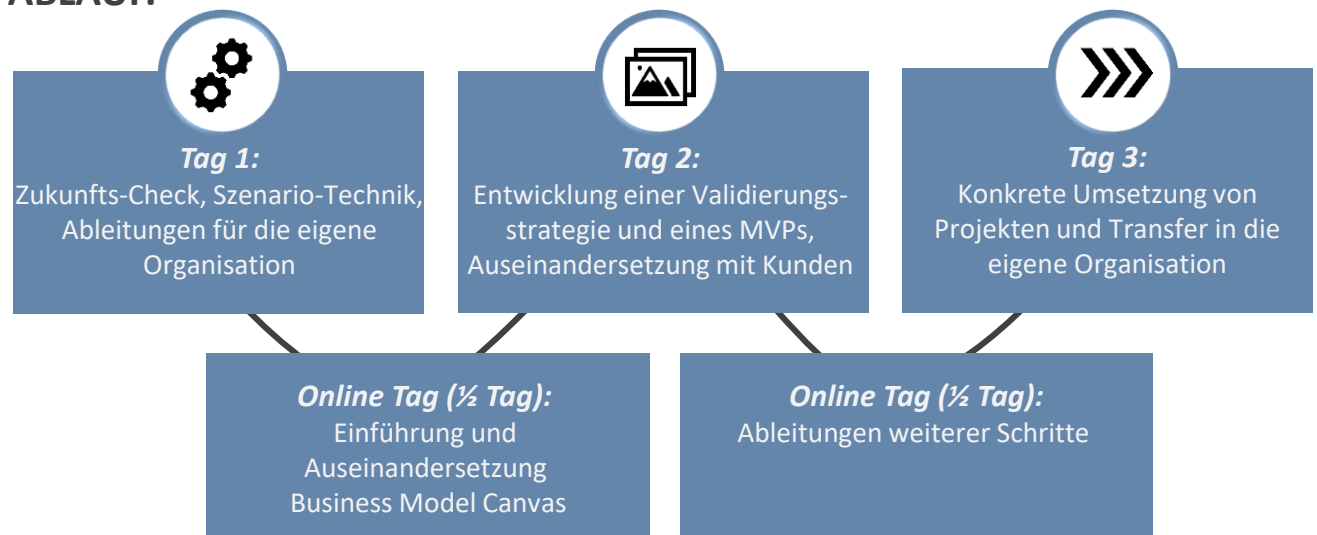 ABLAUF:
Tag 1:
Zukunfts-Check, Szenario-Technik,
Ableitungen für die eigene
Organisation
Tag 2:
Entwicklung einer Validierungs-
strategie und eines MVPs,
Auseinandersetzung mit Kunden
Tag 3:
Konkrete Umsetzung von
Projekten und Transfer in die
eigene Organisation
Online Tag (½ Tag):
Einführung und
Auseinandersetzung
Business Model Canvas
Online Tag (½ Tag):
Ableitungen weiterer Schritte